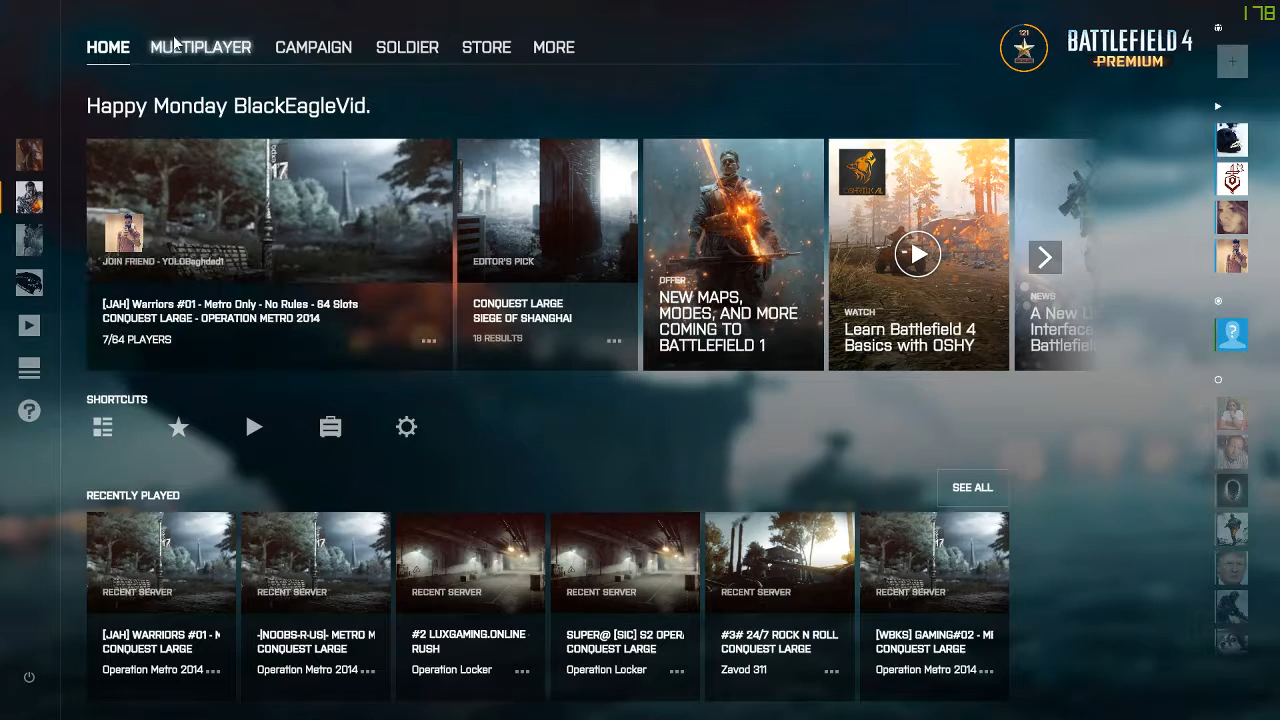 178
HOME MULTIPLAYER CAMPAIGN SOLDIER STORE MORE
121
BATTLEFIELD 4
PREMIUM
Happy Monday BlackEagleVid.
17
JOIN FRIEND - YOLOBaghdad1
[JAH] Warriors #01 - Metro Only - No Rules - 64 Slots
CONQUEST LARGE - OPERATION METRO 2014
7/64 PLAYERS
EDITOR'S PICK
CONQUEST LARGE
SIEGE OF SHANGHAI
18 RESULTS
OFFER
NEW MAPS,
MODES, AND MORE
COMING TO
BATTLEFIELD 1
WATCH
Learn Battlefield 4
Basics with OSHY
NEWS
A New
Interface
Battlefiel
SHORTCUTS
RECENTLY PLAYED
SEE ALL
RECENT SERVER
[JAH] WARRIORS #01 -
CONQUEST LARGE
Operation Metro 2014
RECENT SERVER
-|NOOBS-R-US|- METRO M
CONQUEST LARGE
Operation Metro 2014
RECENT SERVER
#2 LUXGAMING.ONLINE
RUSH
Operation Locker
RECENT SERVER
SUPER@ [SIC] S2 OPER
CONQUEST LARGE
Operation Locker
RECENT SERVER
#3# 24/7 ROCK N ROLL
CONQUEST LARGE
Zavod 311
RECENT SERVER
[WBKS] GAMING#02 - M
CONQUEST LARGE
Operation Metro 2014